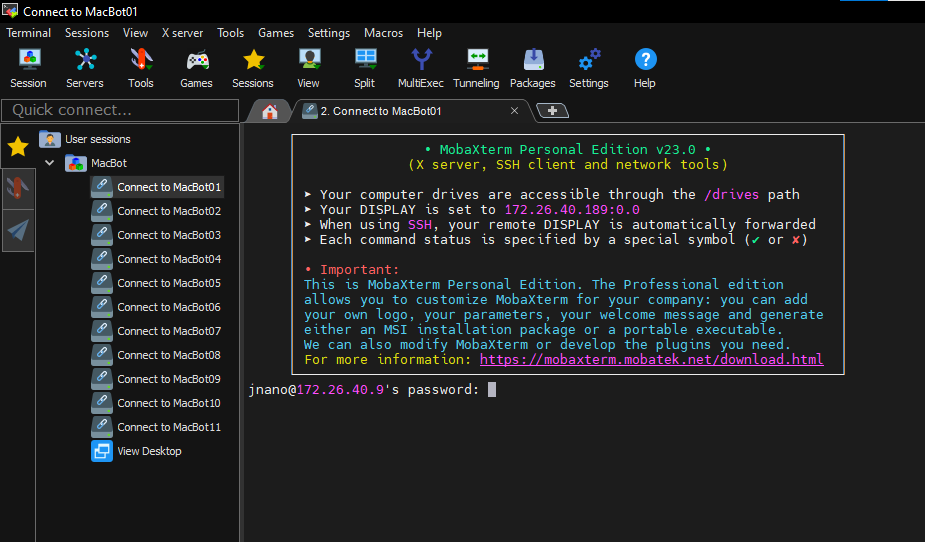 Connect to MacBot01
Terminal Sessions View X server Tools Games Settings Macros Help
Session Servers Tools Games Sessions View Split MultiExec Tunneling Packages Settings Help
Quick connect...
2. Connect to MacBot01
User sessions
MacBot
Connect to MacBot01
Connect to MacBot02
Connect to MacBot03
Connect to MacBot04
Connect to MacBot05
Connect to MacBot06
Connect to MacBot07
Connect to MacBot08
Connect to MacBot09
Connect to MacBot10
Connect to MacBot11
View Desktop
• MobaXterm Personal Edition v23.0 •
(X server, SSH client and network tools)
➤ Your computer drives are accessible through the /drives path
➤ Your DISPLAY is set to 172.26.40.189:0.0
➤ When using SSH, your remote DISPLAY is automatically forwarded
➤ Each command status is specified by a special symbol (✔ or ✘)
• Important:
This is MobaXterm Personal Edition. The Professional edition
allows you to customize MobaXterm for your company: you can add
your own logo, your parameters, your welcome message and generate
either an MSI installation package or a portable executable.
We can also modify MobaXterm or develop the plugins you need.
For more information: https://mobaxterm.mobatek.net/download.html
jnano@172.26.40.9's password: